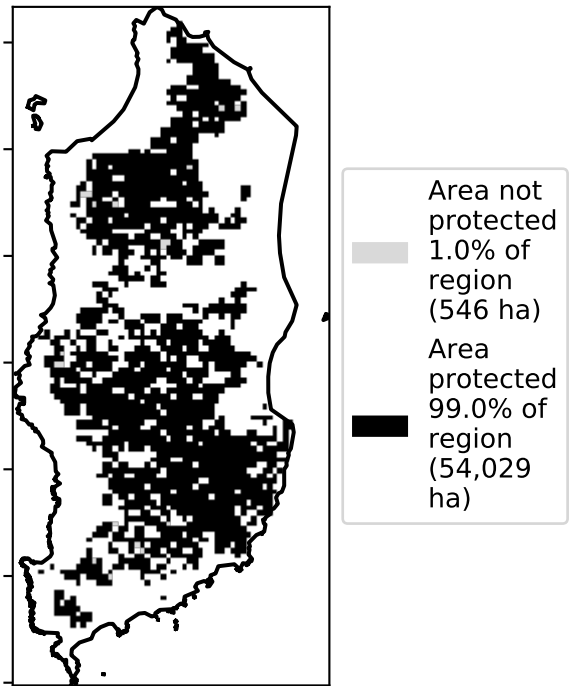 Area not
protected
1.0% of
region
(546 ha)
Area
protected
99.0% of
region
(54,029
ha)